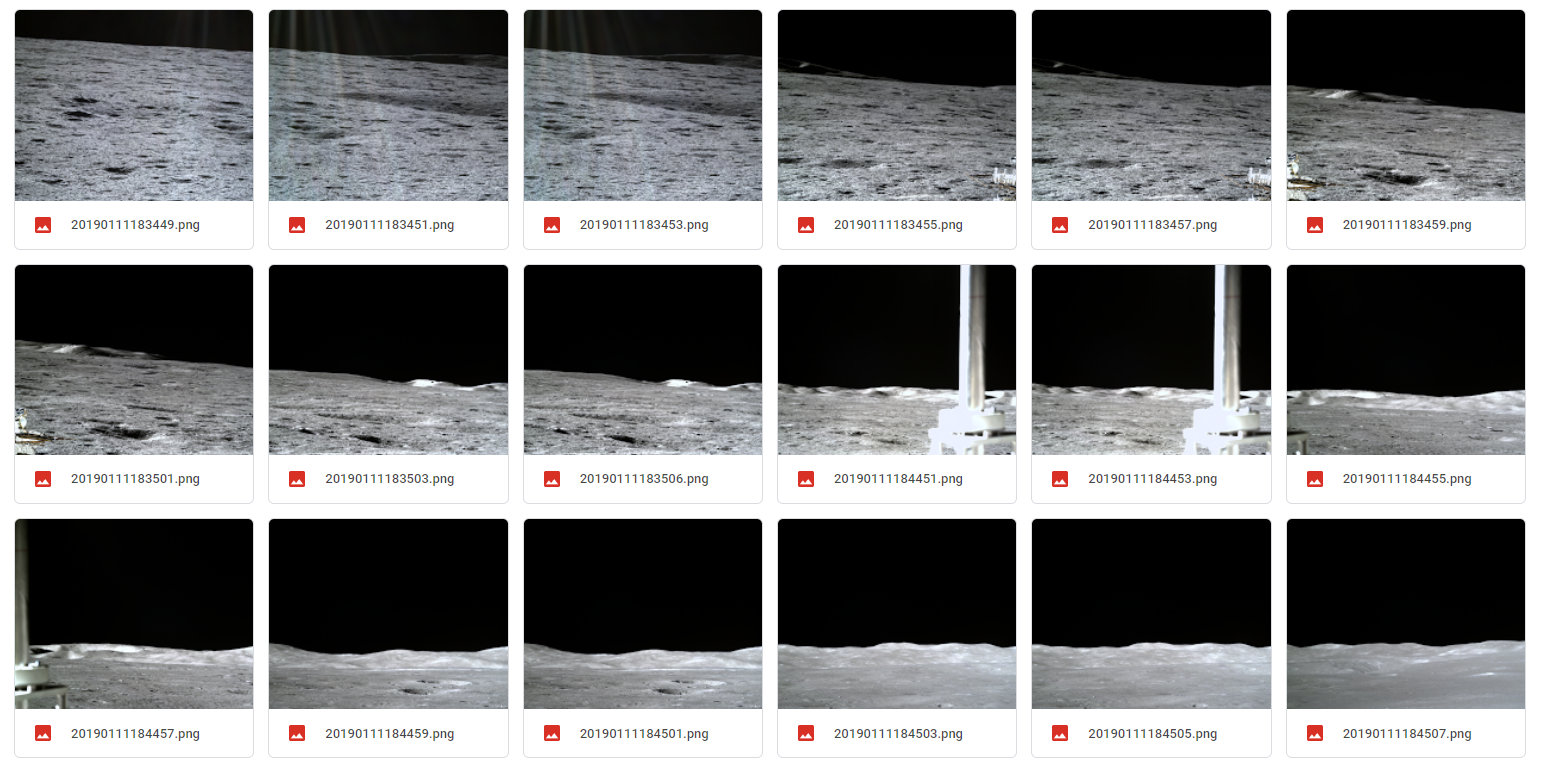 20190111183449.png
20190111183451.png
20190111183453.png
20190111183455.png
20190111183457.png
20190111183459.png
20190111183501.png
20190111183503.png
20190111183506.png
20190111184451.png
20190111184453.png
20190111184455.png
20190111184457.png
20190111184459.png
20190111184501.png
20190111184503.png
20190111184505.png
20190111184507.png